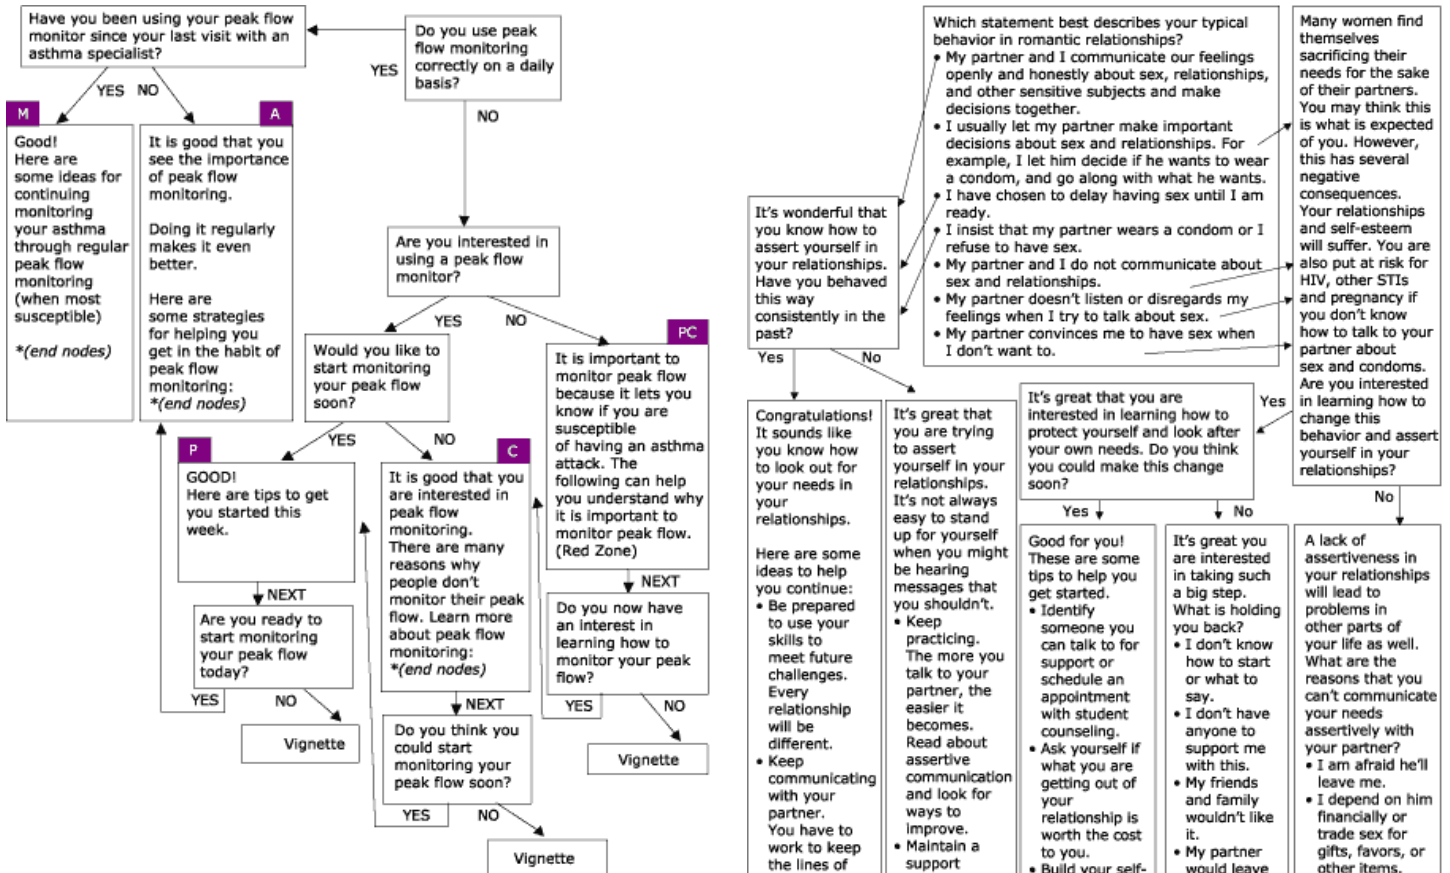 Have you been using your peak flow
monitor since your last visit with an
asthma specialist?
Do you use peak
flow monitoring
correctly on a daily
basis?
YES
YES NO
NO
M
Good!
Here are
some ideas for
continuing
monitoring
your asthma
through regular
peak flow
monitoring
(when most
susceptible)
*(end nodes)
A
It is good that you
see the importance
of peak flow
monitoring.
Doing it regularly
makes it even
better.
Here are
some strategies
for helping you
get in the habit of
peak flow
monitoring:
*(end nodes)
Are you interested in
using a peak flow
monitor?
YES
NO
Would you like to
start monitoring
your peak flow
soon?
YES
NO
PC
It is important to
monitor peak flow
because it lets you
know if you are
susceptible
of having an asthma
attack. The
following can help
you understand why
it is important to
monitor peak flow.
(Red Zone)
NEXT
Do you now have
an interest in
learning how to
monitor your peak
flow?
YES
NO
Vignette
P
GOOD!
Here are tips to get
you started this
week.
NEXT
Are you ready to
start monitoring
your peak flow
today?
YES
NO
Vignette
C
It is good that you
are interested in
peak flow
monitoring.
There are many
reasons why
people don't
monitor their peak
flow. Learn more
about peak flow
monitoring:
*(end nodes)
NEXT
Do you think you
could start
monitoring your
peak flow soon?
YES
NO
Vignette
Which statement best describes your typical
behavior in romantic relationships?
• My partner and I communicate our feelings
openly and honestly about sex, relationships,
and other sensitive subjects and make
decisions together.
• I usually let my partner make important
decisions about sex and relationships. For
example, I let him decide if he wants to wear
a condom, and go along with what he wants.
• I have chosen to delay having sex until I am
ready.
• I insist that my partner wears a condom or I
refuse to have sex.
• My partner and I do not communicate about
sex and relationships.
• My partner doesn't listen or disregards my
feelings when I try to talk about sex.
• My partner convinces me to have sex when
I don't want to.
Many women find
themselves
sacrificing their
needs for the sake
of their partners.
You may think this
is what is expected
of you. However,
this has several
negative
consequences.
Your relationships
and self-esteem
will suffer. You are
also put at risk for
HIV, other STIs
and pregnancy if
you don't know
how to talk to your
partner about
sex and condoms.
Are you interested
in learning how to
change this
behavior and assert
yourself in your
relationships?
It's wonderful that
you know how to
assert yourself in
your relationships.
Have you behaved
this way
consistently in the
past?
Yes
No
Congratulations!
It sounds like
you know how
to look out for
your needs in
your
relationships.
Here are some
ideas to help
you continue:
• Be prepared
to use your
skills to
meet future
challenges.
Every
relationship
will be
different.
• Keep
communicating
with your
partner.
You have to
work to keep
the lines of
It's great that
you are trying
to assert
yourself in your
relationships.
It's not always
easy to stand
up for yourself
when you might
be hearing
messages that
you shouldn't.
• Keep
practicing.
The more you
talk to your
partner, the
easier it
becomes.
Read about
assertive
communication
and look for
ways to
improve.
• Maintain a
support
It's great that you are
interested in learning how to
protect yourself and look after
your own needs. Do you think
you could make this change
soon?
Yes
No
Yes
No
Good for you!
These are some
tips to help you
get started.
• Identify
someone you
can talk to for
support or
schedule an
appointment
with student
counseling.
• Ask yourself if
what you are
getting out of
your
relationship is
worth the cost
to you.
• Build your self-
It's great you
are interested
in taking such
a big step.
What is holding
you back?
• I don't know
how to start
or what to
say.
• I don't have
anyone to
support me
with this.
• My friends
and family
wouldn't like
it.
• My partner
would leave
A lack of
assertiveness in
your relationships
will lead to
problems in
other parts of
your life as well.
What are the
reasons that you
can't communicate
your needs
assertively with
your partner?
• I am afraid he'll
leave me.
• I depend on him
financially or
trade sex for
gifts, favors, or
other items.